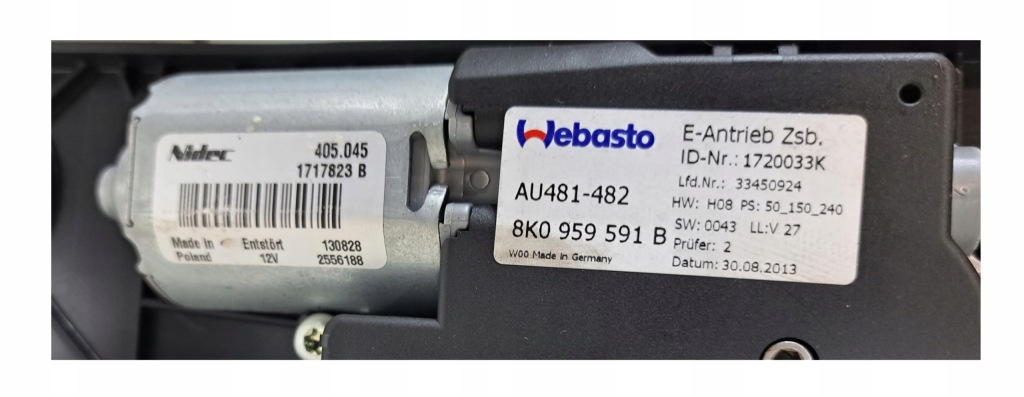 Nidec
405.045
1717823 B
Made in Poland
Entstört 12V
130828
2556188
Webasto
AU481-482
8K0 959 591 B
W00 Made in Germany
E-Antrieb Zsb.
ID-Nr.: 1720033K
Lfd.Nr.: 33450924
HW: H08 PS: 50_150_240
SW: 0043 LL:V 27
Prüfer: 2
Datum: 30.08.2013